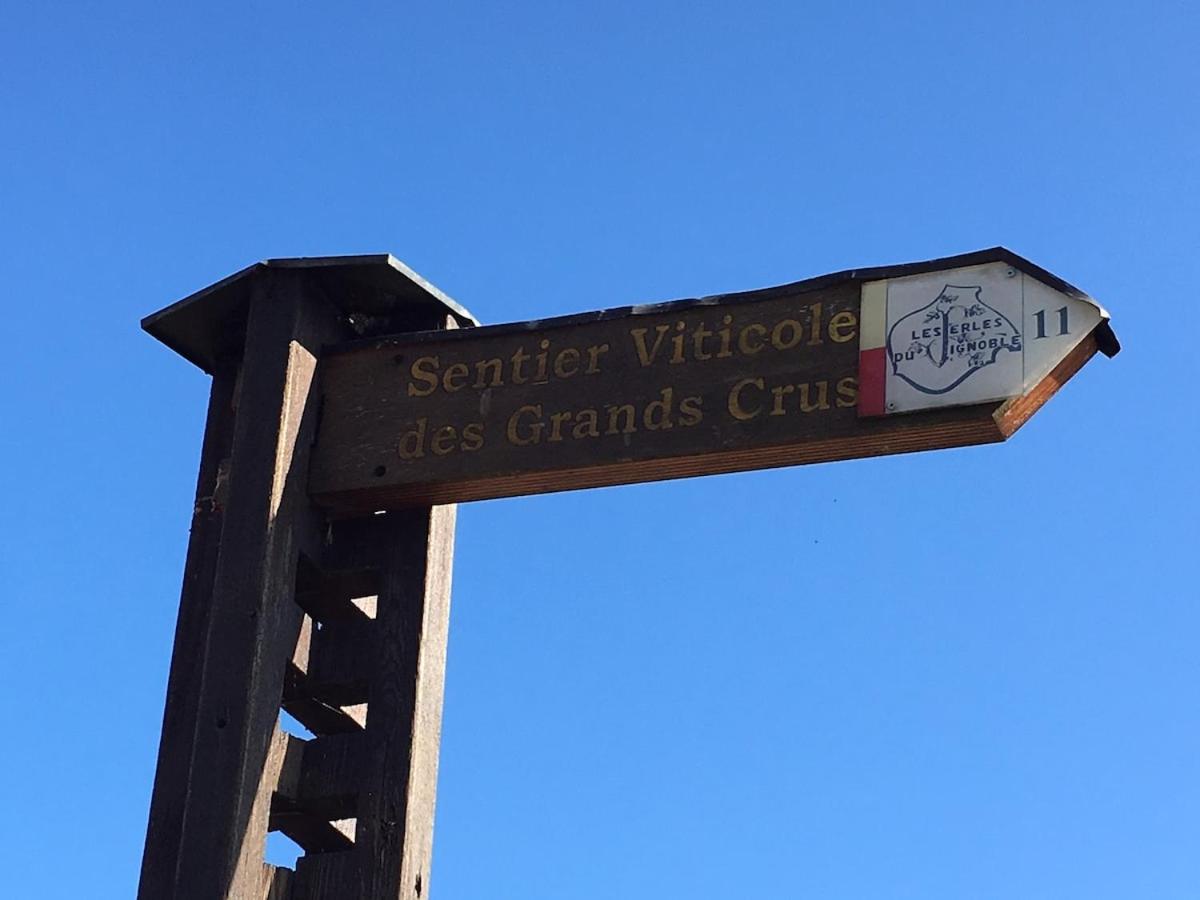 Sentier Viticole
des Grands Crus
LES PERLES
DU VIGNOBLE
11